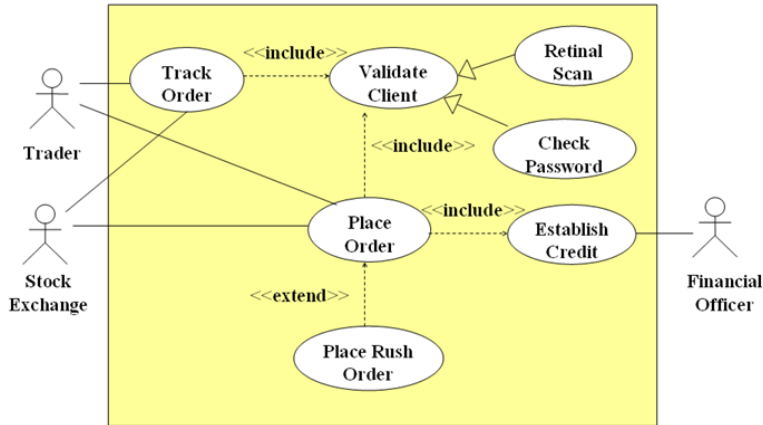 <<include>>
Track
Order
Validate
Client
Retinal
Scan
Trader
<<include>>
Check
Password
Place
Order
<<include>>
Establish
Credit
Stock
Exchange
Financial
Officer
<<extend>>
Place Rush
Order